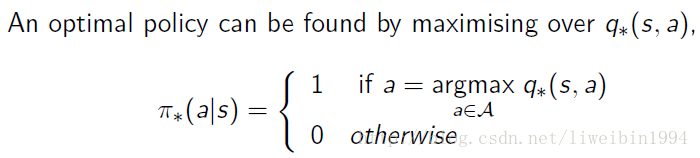 An optimal policy can be found by maximising over q∗(s, a),
π∗(a|s) = { 1 if a = argmax q∗(s, a)
a∈𝒜
0 otherwise
.csdn.net/liweibin1994